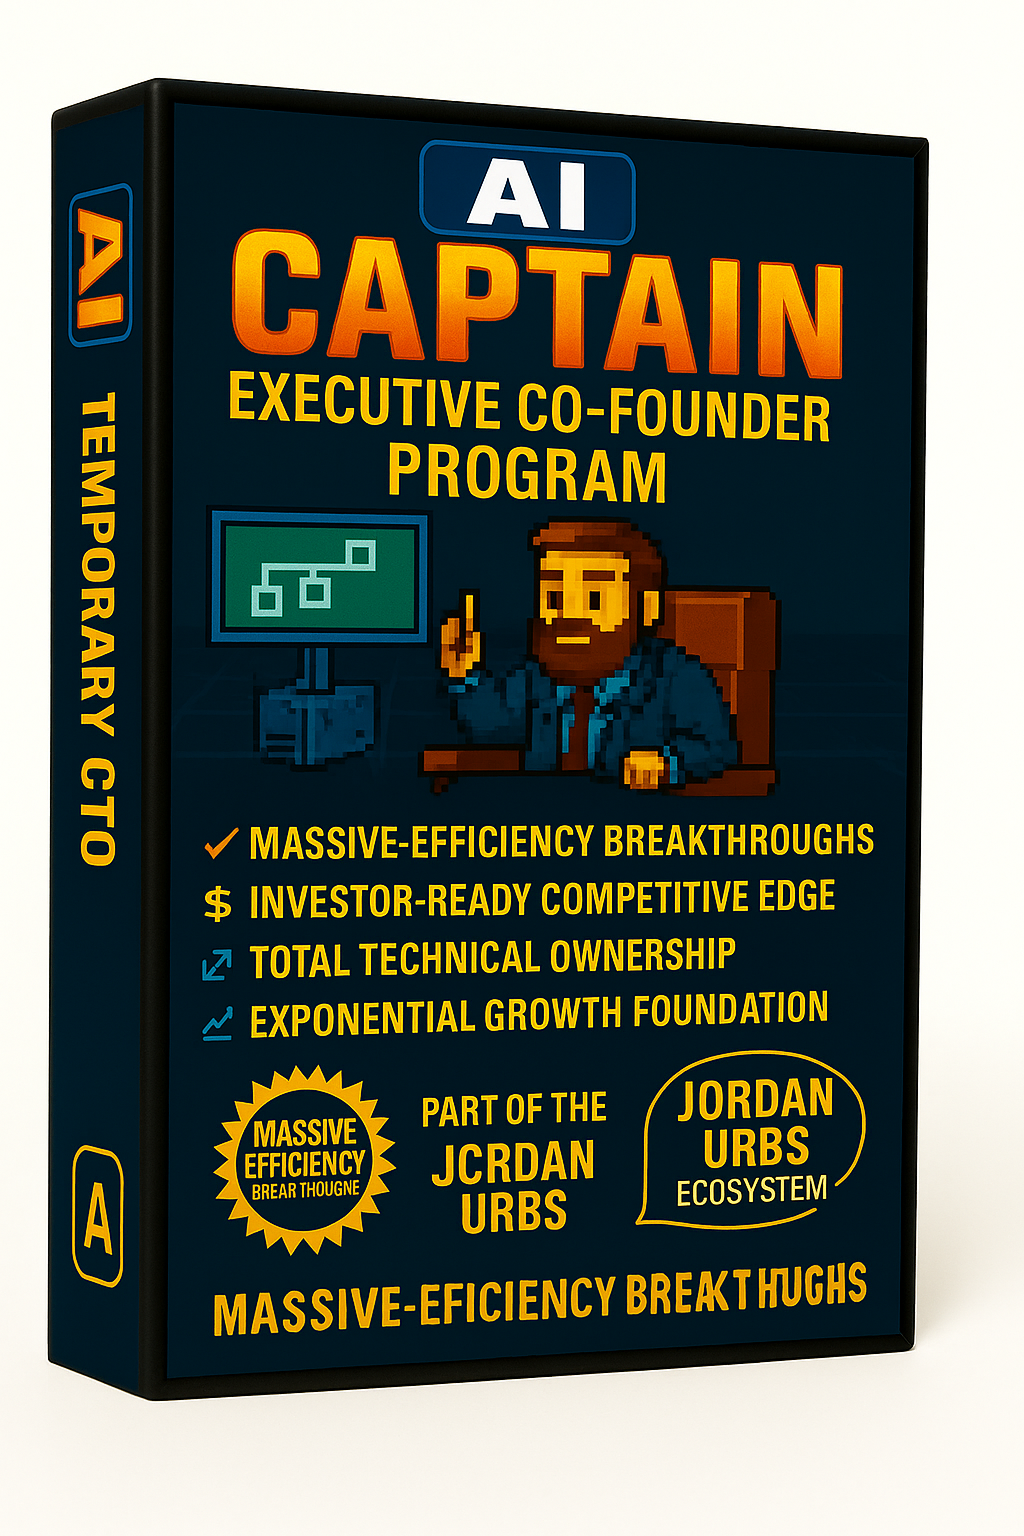 AI
CAPTAIN
EXECUTIVE CO-FOUNDER
PROGRAM
MASSIVE-EFFICIENCY BREAKTHROUGHS
$ INVESTOR-READY COMPETITIVE EDGE
TOTAL TECHNICAL OWNERSHIP
EXPONENTIAL GROWTH FOUNDATION
MASSIVE
EFFICIENCY
BREAR THOUGNE
PART OF THE
JCRDAN
URBS
JORDAN
URBS
ECOSYSTEM
MASSIVE-EFICIENCY BREAKTHUGHS
AI
TEMPORARY CTO
A